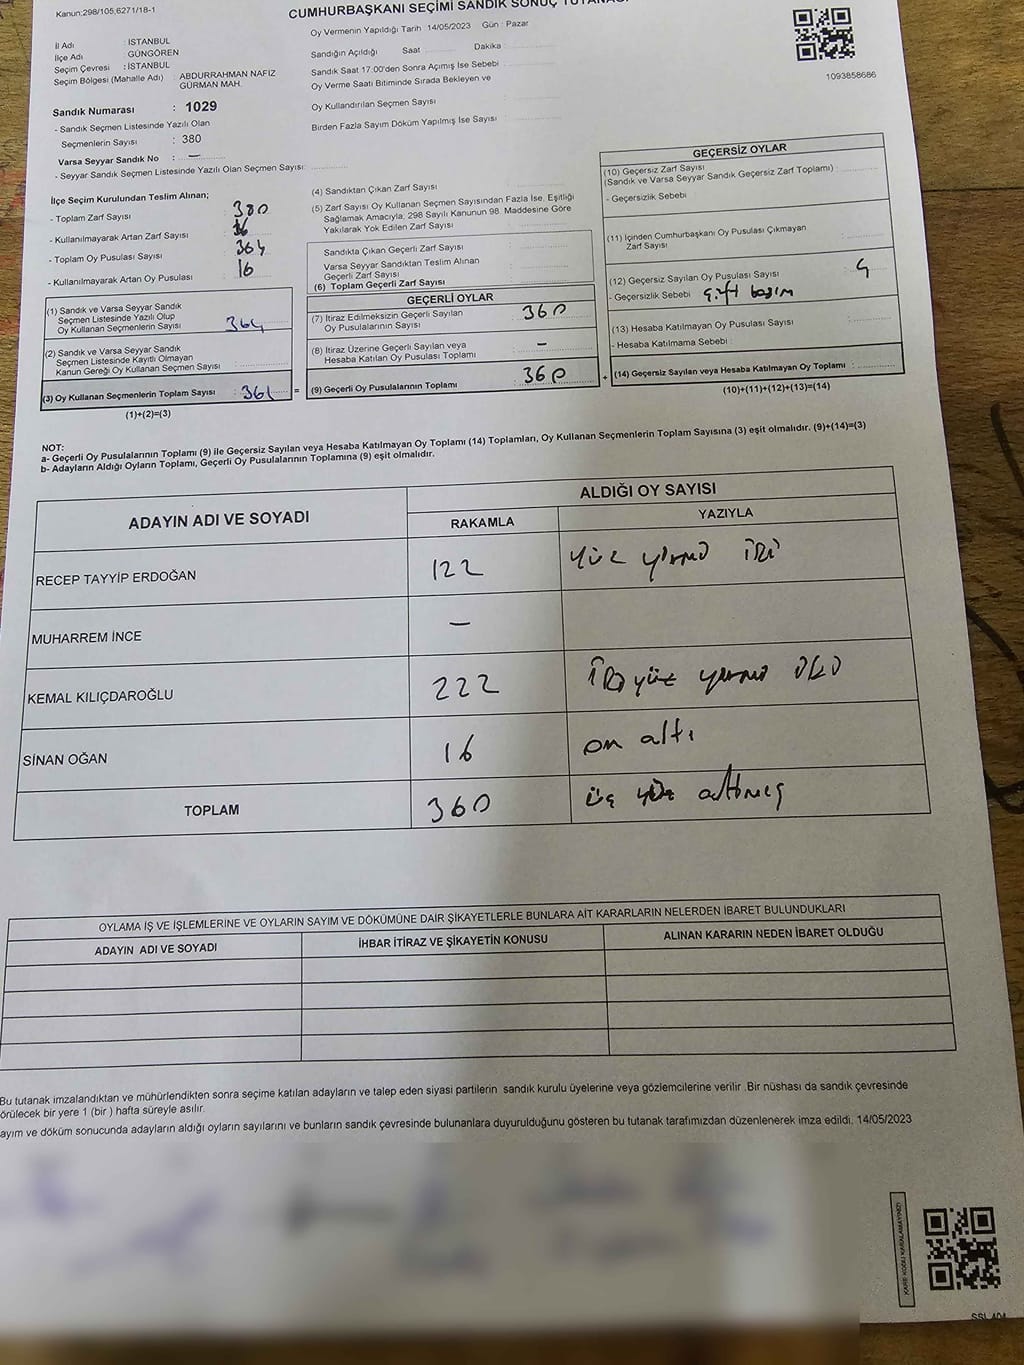 Kanun:298/105,6271/18-1
CUMHURBAŞKANI SEÇİMİ SANDIK SONUÇ TUTANAĞI
İl Adı : İSTANBUL
İlçe Adı : GÜNGÖREN
Seçim Çevresi : İSTANBUL
Seçim Bölgesi (Mahalle Adı) : ABDURRAHMAN NAFIZ
GÜRMAN MAH.
Sandık Numarası : 1029
- Sandık Seçmen Listesinde Yazılı Olan
Seçmenlerin Sayısı : 380
Varsa Seyyar Sandık No : —
- Seyyar Sandık Seçmen Listesinde Yazılı Olan Seçmen Sayısı:
Oy Vermenin Yapıldığı Tarih 14/05/2023 Gün : Pazar
Sandığın Açıldığı Saat Dakika
Sandık Saat 17:00'den Sonra Açımış İse Sebebi :
Oy Verme Saati Bitiminde Sırada Bekleyen ve
Oy Kullandırılan Seçmen Sayısı
Birden Fazla Sayım Döküm Yapılmış İse Sayısı :
1093858686
İlçe Seçim Kurulundan Teslim Alınan;
- Toplam Zarf Sayısı : 380
- Kullanılmayarak Artan Zarf Sayısı : 16
- Toplam Oy Pusulası Sayısı : 364
- Kullanılmayarak Artan Oy Pusulası : 16
(1) Sandık ve Varsa Seyyar Sandık
Seçmen Listesinde Yazılı Olup
Oy Kullanan Seçmenlerin Sayısı : 364
(2) Sandık ve Varsa Seyyar Sandık
Seçmen Listesinde Kayıtlı Olmayan
Kanun Gereği Oy Kullanan Seçmen Sayısı :
(3) Oy Kullanan Seçmenlerin Toplam Sayısı : 364 =
(1)+(2)=(3)
(4) Sandıktan Çıkan Zarf Sayısı
(5) Zarf Sayısı Oy Kullanan Seçmen Sayısından Fazla İse, Eşitliği
Sağlamak Amacıyla, 298 Sayılı Kanunun 98. Maddesine Göre
Yakılarak Yok Edilen Zarf Sayısı :
Sandıkta Çıkan Geçerli Zarf Sayısı :
Varsa Seyyar Sandıktan Teslim Alınan
Geçerli Zarf Sayısı :
(6) Toplam Geçerli Zarf Sayısı :
GEÇERLİ OYLAR
(7) İtiraz Edilmeksizin Geçerli Sayılan
Oy Pusulalarının Sayısı : 360
(8) İtiraz Üzerine Geçerli Sayılan veya
Hesaba Katılan Oy Pusulası Toplamı : —
(9) Geçerli Oy Pusulalarının Toplamı : 360 +
GEÇERSİZ OYLAR
(10) Geçersiz Zarf Sayısı
(Sandık ve Varsa Seyyar Sandık Geçersiz Zarf Toplamı) :
- Geçersizlik Sebebi
(11) İçinden Cumhurbaşkanı Oy Pusulası Çıkmayan
Zarf Sayısı :
(12) Geçersiz Sayılan Oy Pusulası Sayısı : 4
- Geçersizlik Sebebi çift basım
(13) Hesaba Katılmayan Oy Pusulası Sayısı :
- Hesaba Katılmama Sebebi :
(14) Geçersiz Sayılan veya Hesaba Katılmayan Oy Toplamı :
(10)+(11)+(12)+(13)=(14)
NOT:
a- Geçerli Oy Pusulalarının Toplamı (9) ile Geçersiz Sayılan veya Hesaba Katılmayan Oy Toplamı (14) Toplamları, Oy Kullanan Seçmenlerin Toplam Sayısına (3) eşit olmalıdır. (9)+(14)=(3)
b- Adayların Aldığı Oyların Toplamı, Geçerli Oy Pusulalarının Toplamına (9) eşit olmalıdır.
ADAYIN ADI VE SOYADI ALDIĞI OY SAYISI
RAKAMLA YAZIYLA
RECEP TAYYİP ERDOĞAN 122 yüz yirmi iki
MUHARREM İNCE —
KEMAL KILIÇDAROĞLU 222 iki yüz yirmi iki
SİNAN OĞAN 16 on altı
TOPLAM 360 üç yüz altmış
OYLAMA İŞ VE İŞLEMLERİNE VE OYLARIN SAYIM VE DÖKÜMÜNE DAİR ŞİKAYETLERLE BUNLARA AİT KARARLARIN NELERDEN İBARET BULUNDUKLARI
ADAYIN ADI VE SOYADI İHBAR İTİRAZ VE ŞİKAYETİN KONUSU ALINAN KARARIN NEDEN İBARET OLDUĞU
Bu tutanak imzalandıktan ve mühürlendikten sonra seçime katılan adayların ve talep eden siyasi partilerin sandık kurulu üyelerine veya gözlemcilerine verilir .Bir nüshası da sandık çevresinde
örülecek bir yere 1 (bir ) hafta süreyle asılır.
ayım ve döküm sonucunda adayların aldığı oyların sayılarını ve bunların sandık çevresinde bulunanlara duyurulduğunu gösteren bu tutanak tarafımızdan düzenlenerek imza edildi. 14/05/2023
KARE KODU KARALAMAYINIZ!